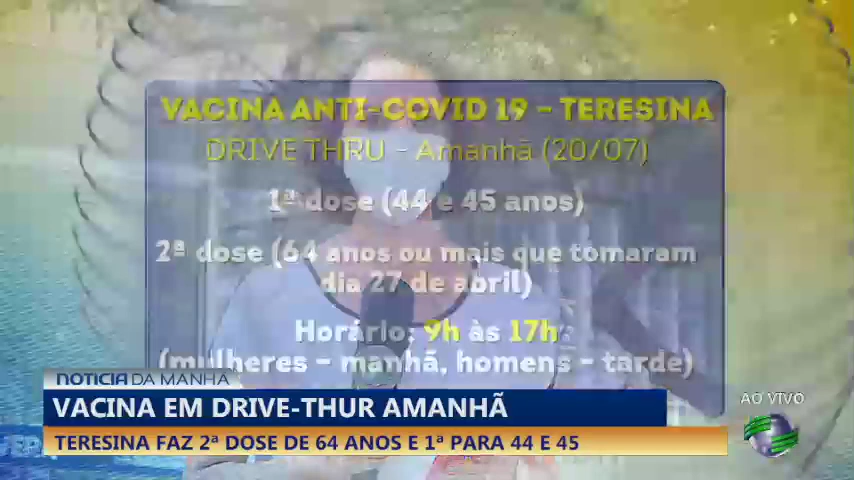 VACINA ANTI-COVID 19 - TERESINA
DRIVE THRU - Amanhã (20/07)
1ª dose (44 e 45 anos)
2ª dose (64 anos ou mais que tomaram
dia 27 de abril)
Horário: 9h às 17h
(mulheres - manhã, homens - tarde)
NOTICIA DA MANHA
VACINA EM DRIVE-THUR AMANHÃ
AO VIVO
TERESINA FAZ 2ª DOSE DE 64 ANOS E 1ª PARA 44 E 45